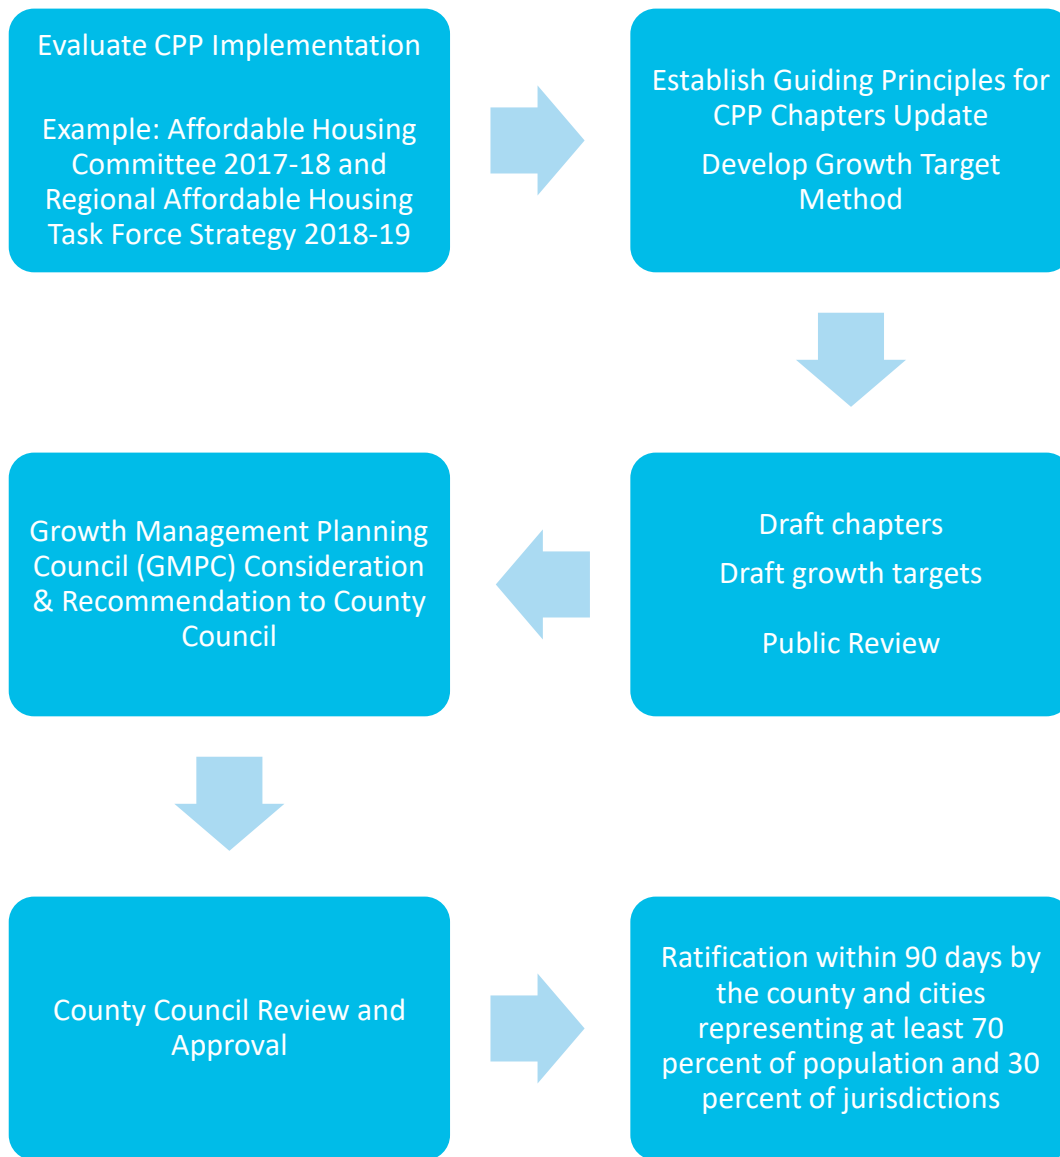 Evaluate CPP Implementation
Example: Affordable Housing
Committee 2017-18 and
Regional Affordable Housing
Task Force Strategy 2018-19
Establish Guiding Principles for
CPP Chapters Update
Develop Growth Target
Method
Draft chapters
Draft growth targets
Public Review
Growth Management Planning
Council (GMPC) Consideration
& Recommendation to County
Council
County Council Review and
Approval
Ratification within 90 days by
the county and cities
representing at least 70
percent of population and 30
percent of jurisdictions